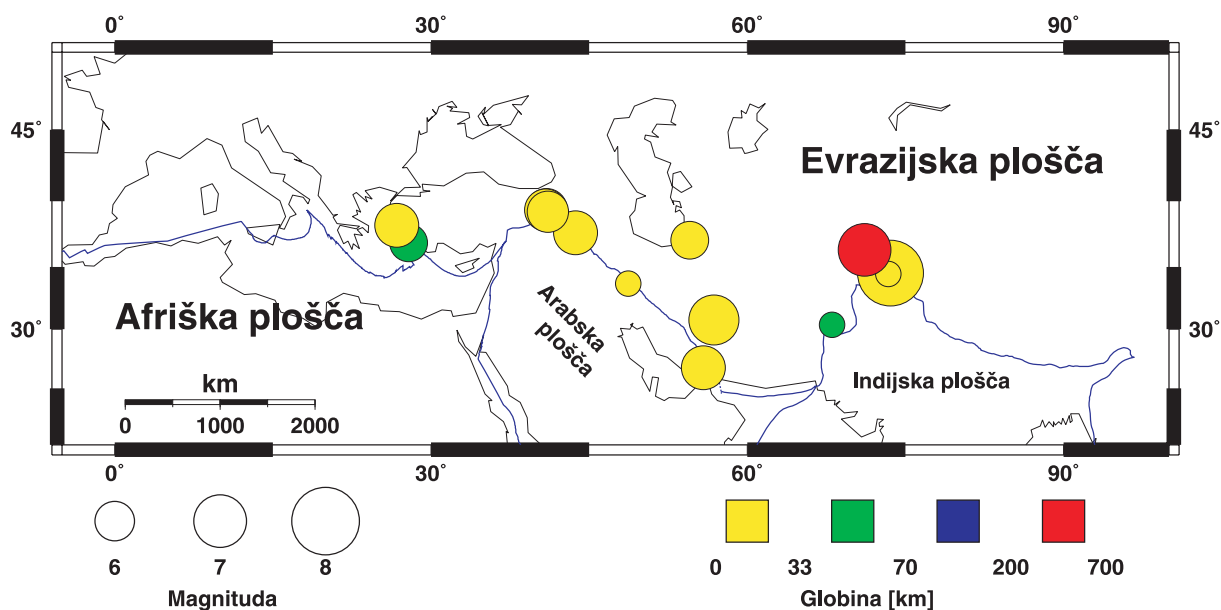 0° 30° 60° 90°
45° 45°
Evrazijska plošča
Afriška plošča
Arabska
plošča
30° 30°
Indijska plošča
km
0 1000 2000
0° 30° 60° 90°
6 7 8
Magnituda
0 33 70 200 700
Globina [km]